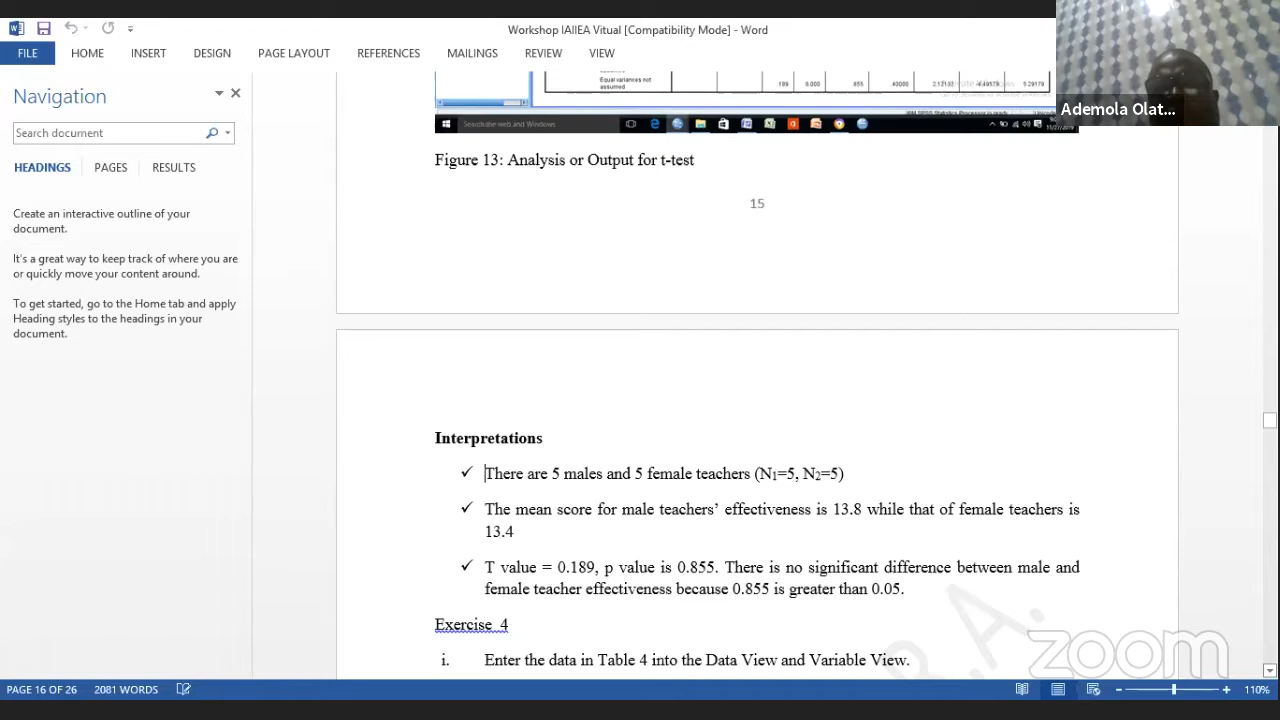 Workshop IAIIEA Vitual [Compatibility Mode] - Word
FILE HOME INSERT DESIGN PAGE LAYOUT REFERENCES MAILINGS REVIEW VIEW
Ademola Olat...
Navigation
Search document
HEADINGS PAGES RESULTS
Create an interactive outline of your
document.
It's a great way to keep track of where you are
or quickly move your content around.
To get started, go to the Home tab and apply
Heading styles to the headings in your
document.
Equal variances not
assumed
.189 .855 .40000
Figure 13: Analysis or Output for t-test
15
Interpretations
✓ There are 5 males and 5 female teachers (N1=5, N2=5)
✓ The mean score for male teachers’ effectiveness is 13.8 while that of female teachers is
13.4
✓ T value = 0.189, p value is 0.855. There is no significant difference between male and
female teacher effectiveness because 0.855 is greater than 0.05.
Exercise 4
i. Enter the data in Table 4 into the Data View and Variable View.
zoom
PAGE 16 OF 26 2081 WORDS
110%